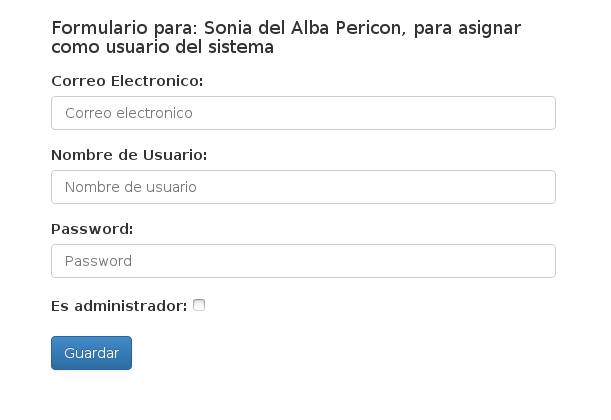 Formulario para: Sonia del Alba Pericon, para asignar
como usuario del sistema
Correo Electronico:
Correo electronico
Nombre de Usuario:
Nombre de usuario
Password:
Password
Es administrador:
Guardar